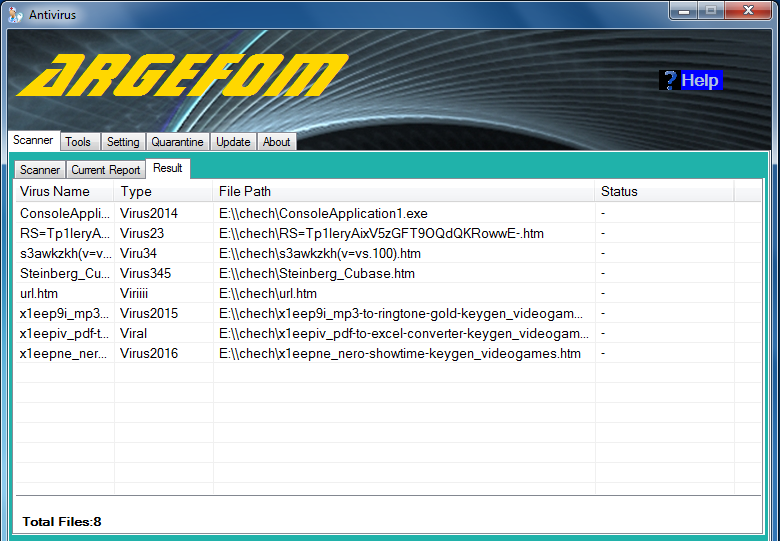 Antivirus
ARGEFOM
? Help
Scanner Tools Setting Quarantine Update About
Scanner Current Report Result
Virus Name Type File Path Status
ConsoleAppli... Virus2014 E:\\chech\ConsoleApplication1.exe -
RS=Tp1IeryA... Virus23 E:\\chech\RS=Tp1IeryAixV5zGFT9OQdQKRowwE-.htm -
s3awkzkh(v=v... Viru34 E:\\chech\s3awkzkh(v=vs.100).htm -
Steinberg_Cu... Virus345 E:\\chech\Steinberg_Cubase.htm -
url.htm Viriiii E:\\chech\url.htm -
x1eep9i_mp3... Virus2015 E:\\chech\x1eep9i_mp3-to-ringtone-gold-keygen_videogam... -
x1eepiv_pdf-t... Viral E:\\chech\x1eepiv_pdf-to-excel-converter-keygen_videogam... -
x1eepne_ner... Virus2016 E:\\chech\x1eepne_nero-showtime-keygen_videogames.htm -
Total Files:8